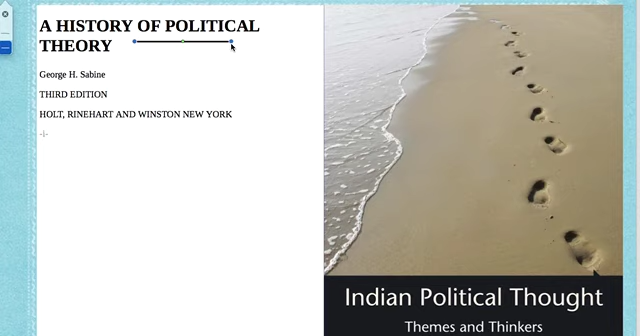 A HISTORY OF POLITICAL
THEORY
George H. Sabine
THIRD EDITION
HOLT, RINEHART AND WINSTON NEW YORK
-i-
Indian Political Thought
Themes and Thinkers